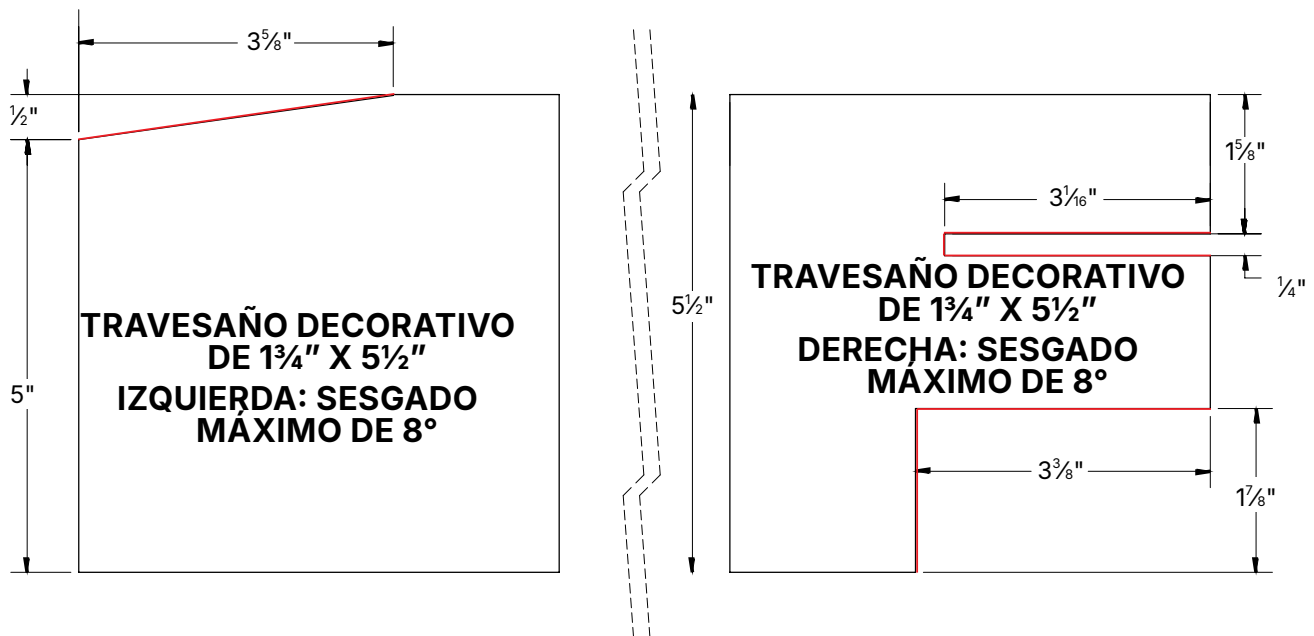 3⅝"
½"
5"
TRAVESAÑO DECORATIVO
DE 1¾” X 5½”
IZQUIERDA: SESGADO
MÁXIMO DE 8°
5½"
1⅝"
3¹⁄₁₆"
¼"
TRAVESAÑO DECORATIVO
DE 1¾” X 5½”
DERECHA: SESGADO
MÁXIMO DE 8°
3⅜"
1⅞"